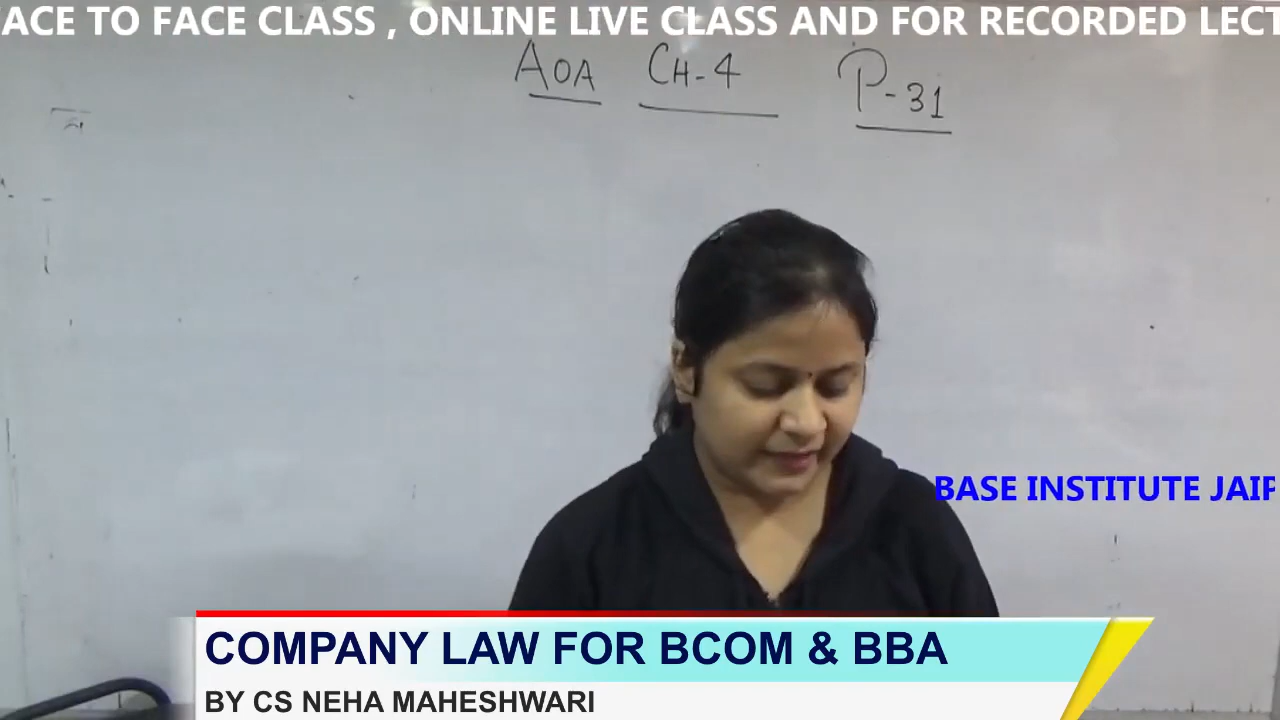 ACE TO FACE CLASS , ONLINE LIVE CLASS AND FOR RECORDED LECT
AOA CH-4 P-31
BASE INSTITUTE JAIP
COMPANY LAW FOR BCOM & BBA
BY CS NEHA MAHESHWARI